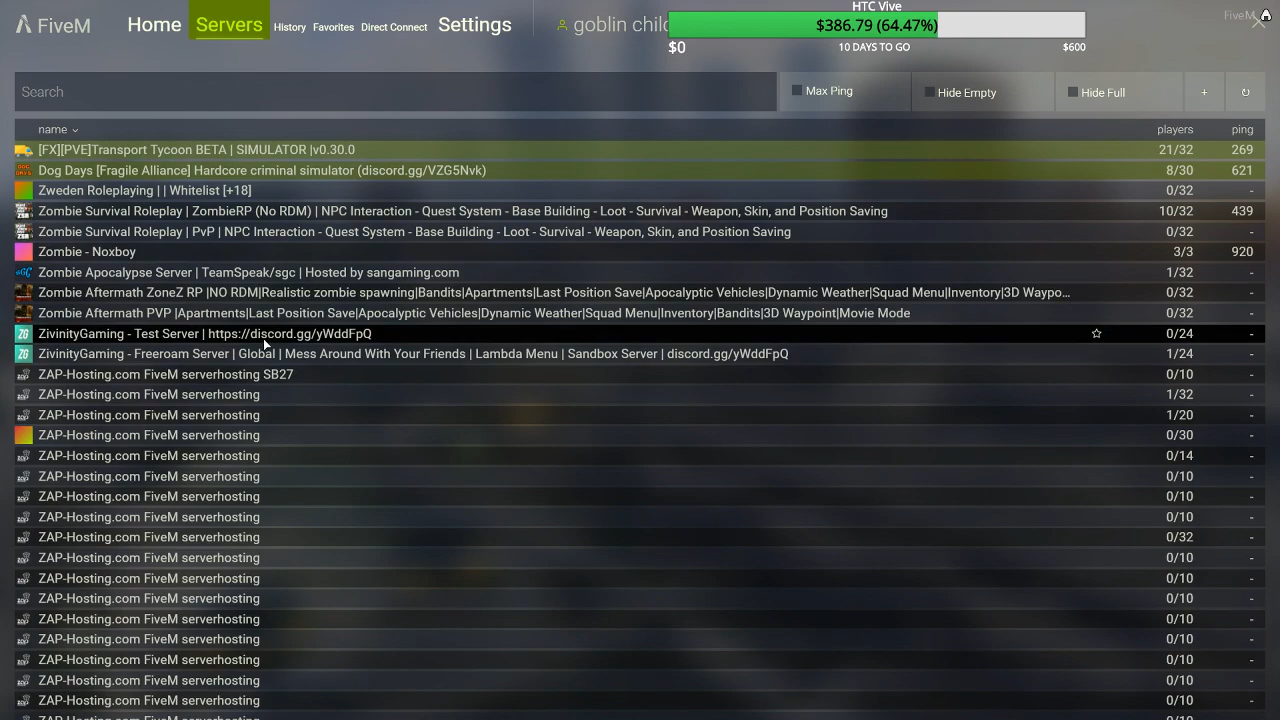 FiveM
Home Servers History Favorites Direct Connect Settings
goblin chil
HTC Vive
$386.79 (64.47%)
$0 10 DAYS TO GO $600
FiveM
Search
Max Ping Hide Empty Hide Full +
name players ping
[FX][PVE]Transport Tycoon BETA | SIMULATOR |v0.30.0 21/32 269
Dog Days [Fragile Alliance] Hardcore criminal simulator (discord.gg/VZG5Nvk) 8/30 621
Zweden Roleplaying | | Whitelist [+18] 0/32 -
Zombie Survival Roleplay | ZombieRP (No RDM) | NPC Interaction - Quest System - Base Building - Loot - Survival - Weapon, Skin, and Position Saving 10/32 439
Zombie Survival Roleplay | PvP | NPC Interaction - Quest System - Base Building - Loot - Survival - Weapon, Skin, and Position Saving 0/32 -
Zombie - Noxboy 3/3 920
Zombie Apocalypse Server | TeamSpeak/sgc | Hosted by sangaming.com 1/32 -
Zombie Aftermath ZoneZ RP |NO RDM|Realistic zombie spawning|Bandits|Apartments|Last Position Save|Apocalyptic Vehicles|Dynamic Weather|Squad Menu|Inventory|3D Waypo... 0/32 -
Zombie Aftermath PVP |Apartments|Last Position Save|Apocalyptic Vehicles|Dynamic Weather|Squad Menu|Inventory|Bandits|3D Waypoint|Movie Mode 0/32 -
ZG ZivinityGaming - Test Server | https://discord.gg/yWddFpQ 0/24 -
ZG ZivinityGaming - Freeroam Server | Global | Mess Around With Your Friends | Lambda Menu | Sandbox Server | discord.gg/yWddFpQ 1/24 -
ZAP-Hosting.com FiveM serverhosting SB27 0/10 -
ZAP-Hosting.com FiveM serverhosting 1/32 -
ZAP-Hosting.com FiveM serverhosting 1/20 -
ZAP-Hosting.com FiveM serverhosting 0/30 -
ZAP-Hosting.com FiveM serverhosting 0/14 -
ZAP-Hosting.com FiveM serverhosting 0/10 -
ZAP-Hosting.com FiveM serverhosting 0/10 -
ZAP-Hosting.com FiveM serverhosting 0/10 -
ZAP-Hosting.com FiveM serverhosting 0/32 -
ZAP-Hosting.com FiveM serverhosting 0/10 -
ZAP-Hosting.com FiveM serverhosting 0/10 -
ZAP-Hosting.com FiveM serverhosting 0/10 -
ZAP-Hosting.com FiveM serverhosting 0/10 -
ZAP-Hosting.com FiveM serverhosting 0/10 -
ZAP-Hosting.com FiveM serverhosting 0/10 -
ZAP-Hosting.com FiveM serverhosting 0/10 -
ZAP-Hosting.com FiveM serverhosting 0/10 -